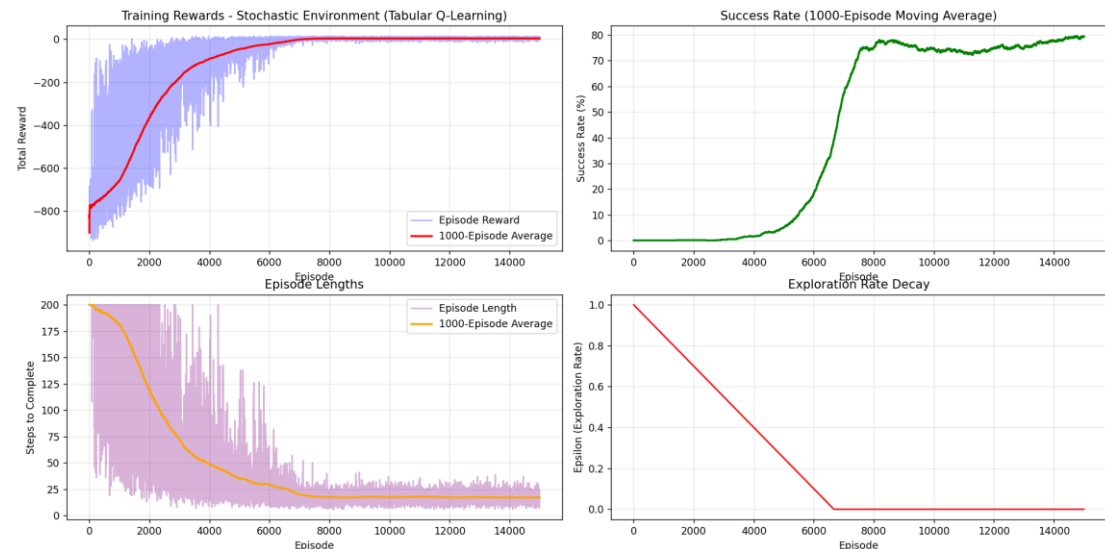 Training Rewards - Stochastic Environment (Tabular Q-Learning)
Total Reward
0
−200
−400
−600
−800
Episode Reward
1000-Episode Average
0 2000 4000 6000 8000 10000 12000 14000
Episode
Success Rate (1000-Episode Moving Average)
Success Rate (%)
80
70
60
50
40
30
20
10
0
0 2000 4000 6000 8000 10000 12000 14000
Episode
Episode Lengths
Steps to Complete
200
175
150
125
100
75
50
25
0
Episode Length
1000-Episode Average
0 2000 4000 6000 8000 10000 12000 14000
Episode
Exploration Rate Decay
Epsilon (Exploration Rate)
1.0
0.8
0.6
0.4
0.2
0.0
0 2000 4000 6000 8000 10000 12000 14000
Episode